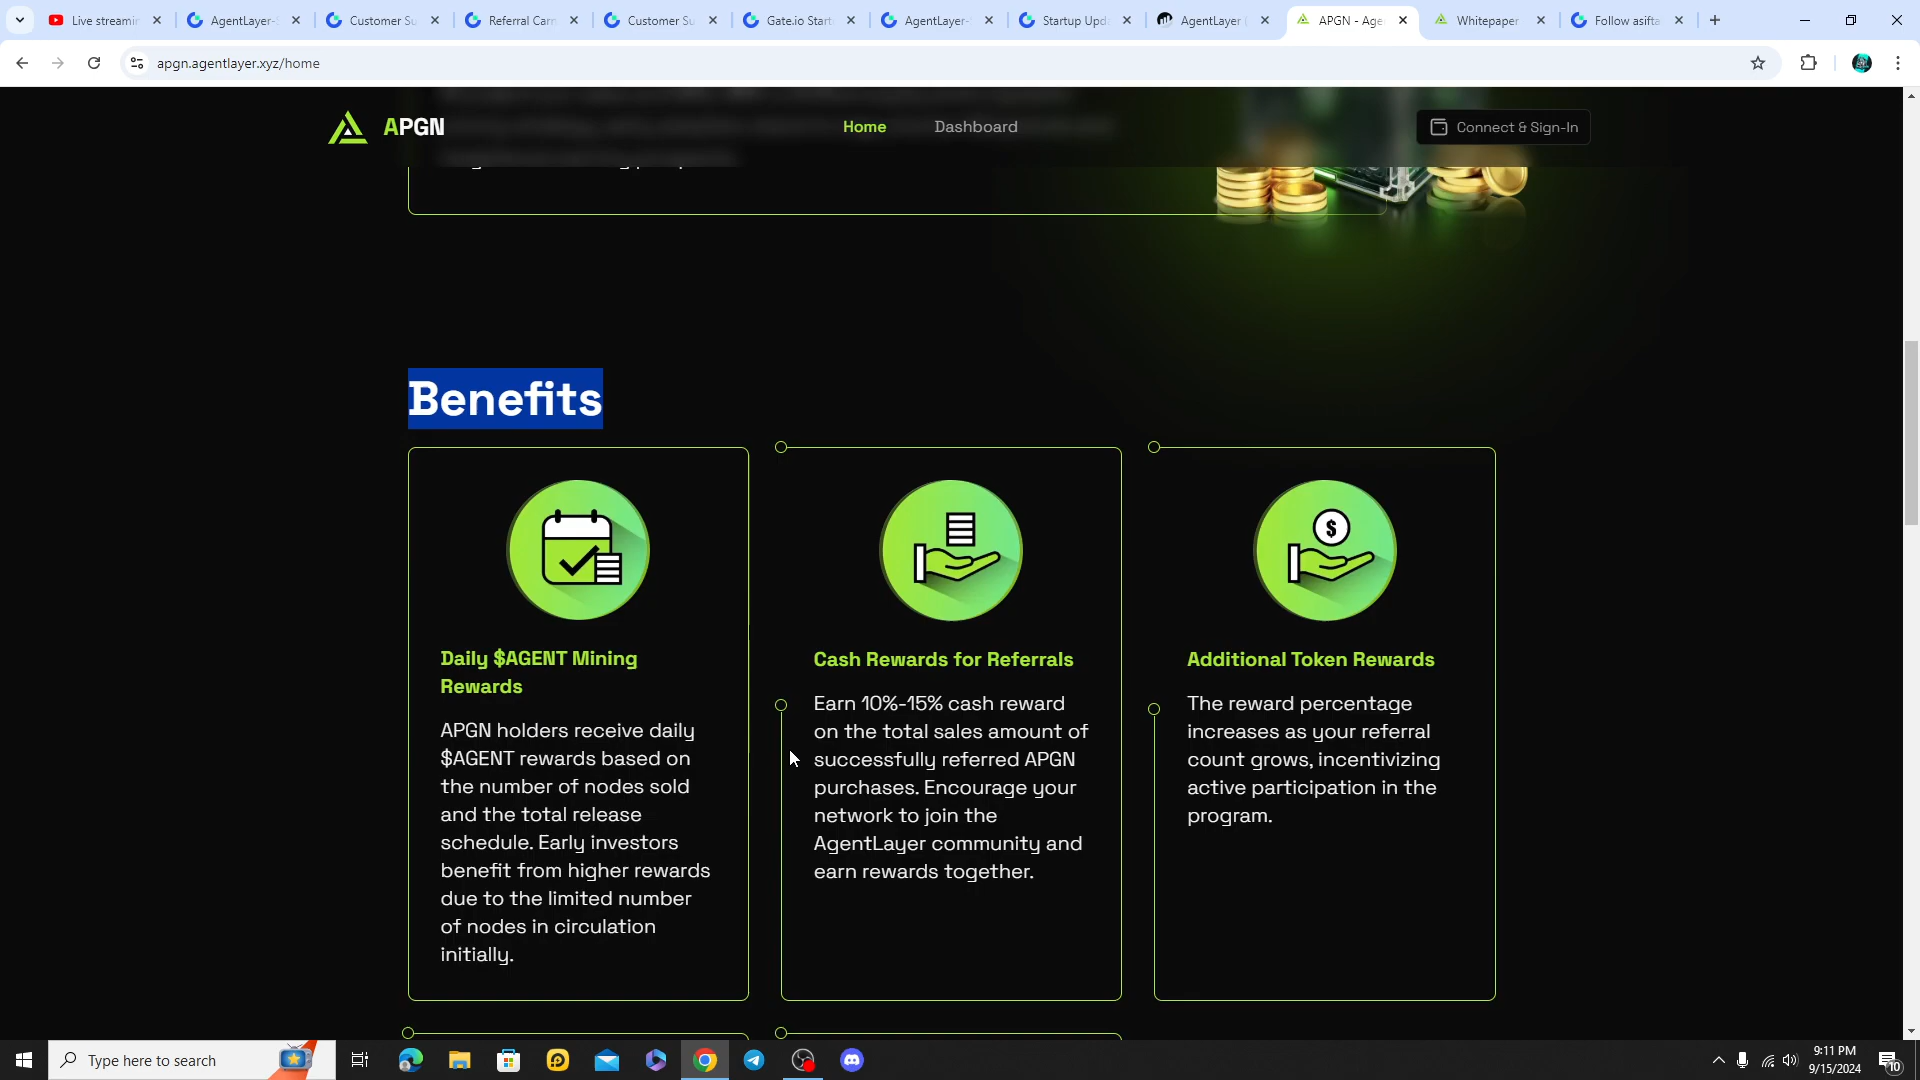 Live streamin
AgentLayer-S
Customer Su
Referral Carn
Customer Su
Gate.io Start
AgentLayer-S
Startup Upda
AgentLayer (
APGN - Age
Whitepaper
Follow asifta
apgn.agentlayer.xyz/home
APGN
Home
Dashboard
Connect & Sign-In
Benefits
Daily $AGENT Mining
Rewards
APGN holders receive daily
$AGENT rewards based on
the number of nodes sold
and the total release
schedule. Early investors
benefit from higher rewards
due to the limited number
of nodes in circulation
initially.
Cash Rewards for Referrals
Earn 10%-15% cash reward
on the total sales amount of
successfully referred APGN
purchases. Encourage your
network to join the
AgentLayer community and
earn rewards together.
$
Additional Token Rewards
The reward percentage
increases as your referral
count grows, incentivizing
active participation in the
program.
Type here to search
9:11 PM
9/15/2024
10